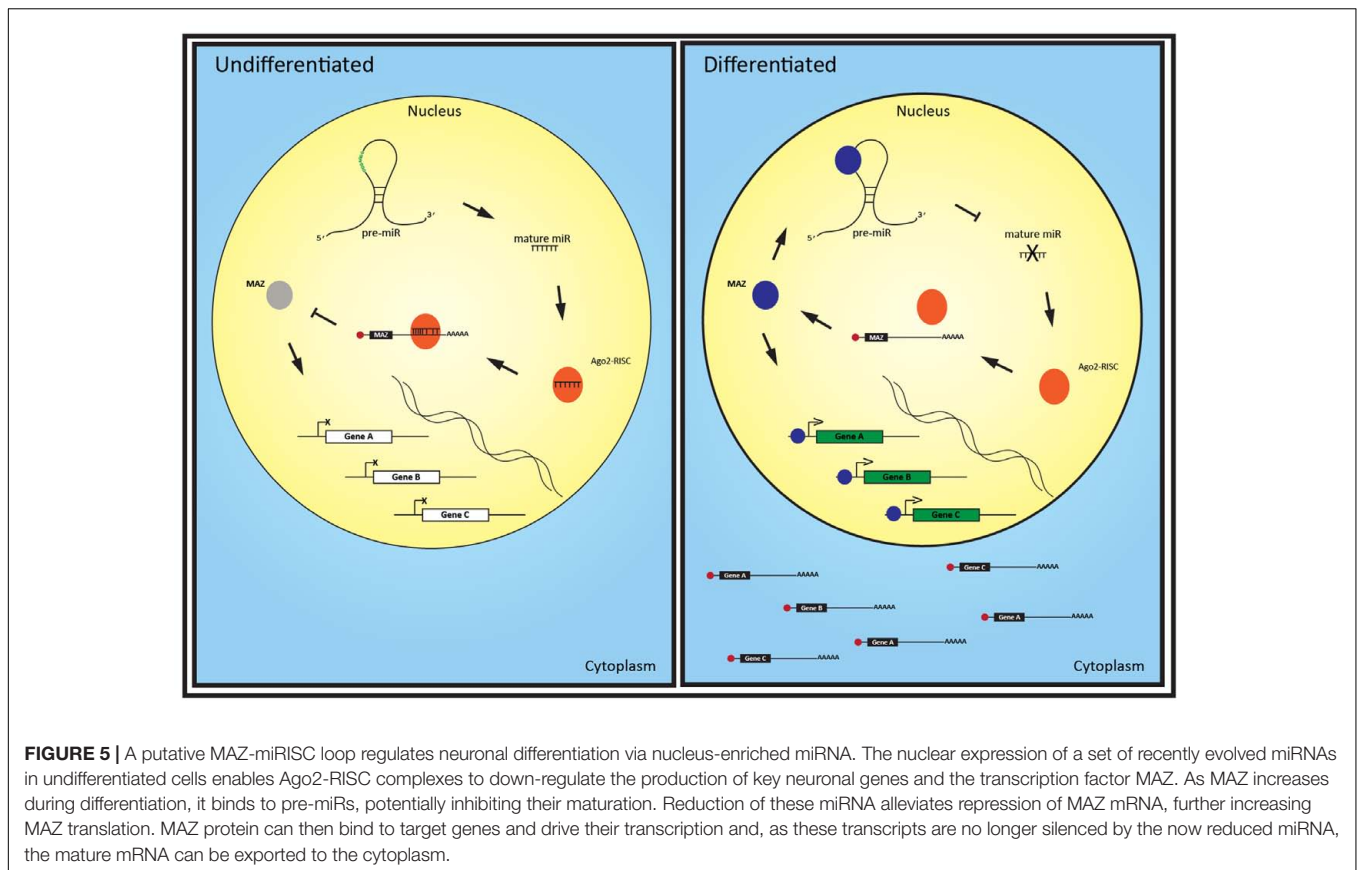 Undifferentiated
Nucleus
5′
3′
pre-miR
mature miR
MAZ
MAZ
AAAAA
Ago2-RISC
X
Gene A
X
Gene B
X
Gene C
Cytoplasm
Differentiated
Nucleus
5′
3′
pre-miR
mature miR
X
MAZ
MAZ
AAAAA
Ago2-RISC
Gene A
Gene B
Gene C
Gene A
AAAAA
Gene C
AAAAA
Gene B
AAAAA
Gene A
AAAAA
Gene A
AAAAA
Gene C
AAAAA
Cytoplasm
FIGURE 5 | A putative MAZ-miRISC loop regulates neuronal differentiation via nucleus-enriched miRNA. The nuclear expression of a set of recently evolved miRNAs
in undifferentiated cells enables Ago2-RISC complexes to down-regulate the production of key neuronal genes and the transcription factor MAZ. As MAZ increases
during differentiation, it binds to pre-miRs, potentially inhibiting their maturation. Reduction of these miRNA alleviates repression of MAZ mRNA, further increasing
MAZ translation. MAZ protein can then bind to target genes and drive their transcription and, as these transcripts are no longer silenced by the now reduced miRNA,
the mature mRNA can be exported to the cytoplasm.